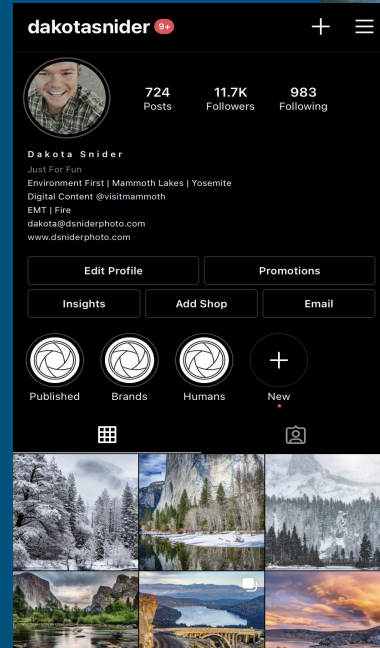 dakotasnider 9+
724 11.7K 983
Posts Followers Following
Dakota Snider
Just For Fun
Environment First | Mammoth Lakes | Yosemite
Digital Content @visitmammoth
EMT | Fire
dakota@dsniderphoto.com
www.dsniderphoto.com
Edit Profile Promotions
Insights Add Shop Email
Published Brands Humans New